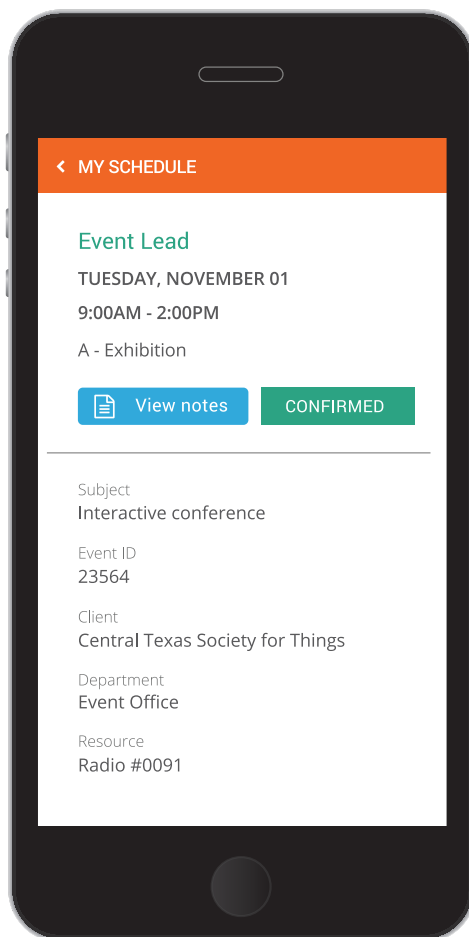 MY SCHEDULE
Event Lead
TUESDAY, NOVEMBER 01
9:00AM - 2:00PM
A - Exhibition
View notes CONFIRMED
Subject
Interactive conference
Event ID
23564
Client
Central Texas Society for Things
Department
Event Office
Resource
Radio #0091